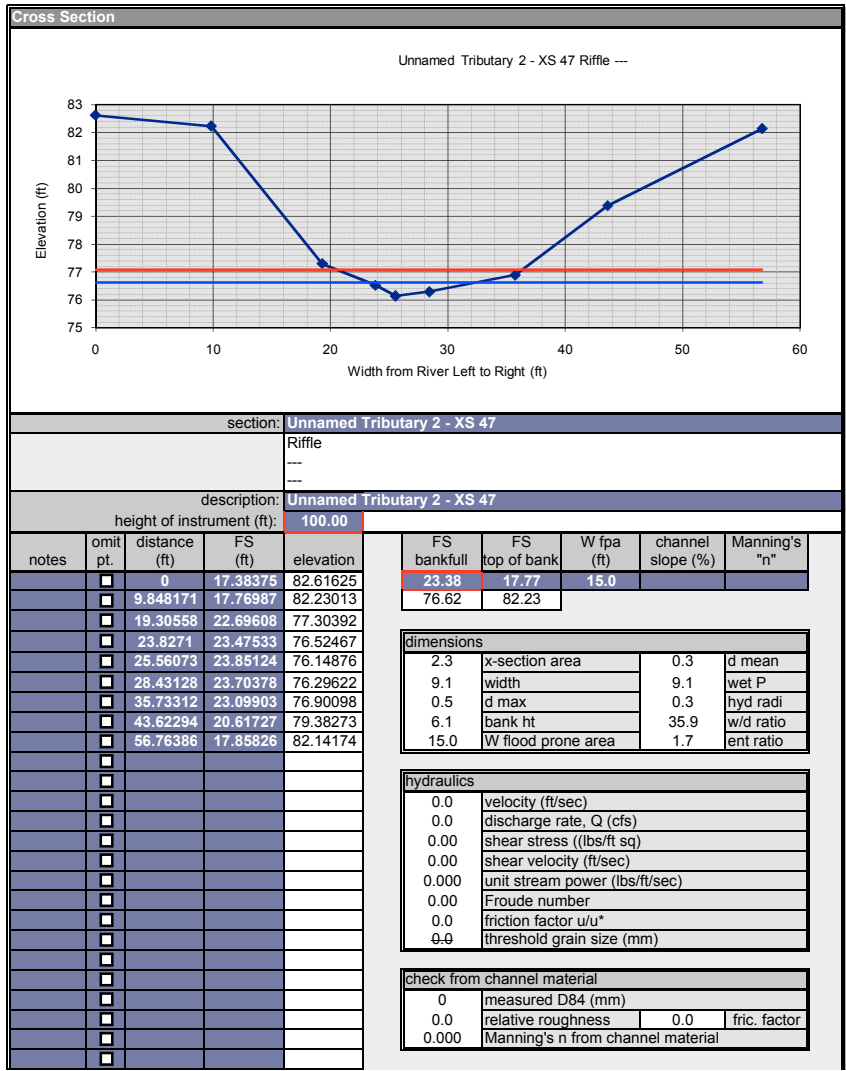 Cross Section
Unnamed Tributary 2 - XS 47 Riffle ---
83
82
81
80
79
78
77
76
75
Elevation (ft)
0 10 20 30 40 50 60
Width from River Left to Right (ft)
section: Unnamed Tributary 2 - XS 47
Riffle
---
---
description: Unnamed Tributary 2 - XS 47
height of instrument (ft): 100.00
omit distance FS FS FS W fpa channel Manning's
notes pt. (ft) (ft) elevation bankfull top of bank (ft) slope (%) "n"
0 17.38375 82.61625 23.38 17.77 15.0
9.848171 17.76987 82.23013 76.62 82.23
19.30558 22.69608 77.30392
23.8271 23.47533 76.52467 dimensions
25.56073 23.85124 76.14876 2.3 x-section area 0.3 d mean
28.43128 23.70378 76.29622 9.1 width 9.1 wet P
35.73312 23.09903 76.90098 0.5 d max 0.3 hyd radi
43.62294 20.61727 79.38273 6.1 bank ht 35.9 w/d ratio
56.76386 17.85826 82.14174 15.0 W flood prone area 1.7 ent ratio
hydraulics
0.0 velocity (ft/sec)
0.0 discharge rate, Q (cfs)
0.00 shear stress ((lbs/ft sq)
0.00 shear velocity (ft/sec)
0.000 unit stream power (lbs/ft/sec)
0.00 Froude number
0.0 friction factor u/u*
0.0 threshold grain size (mm)
check from channel material
0 measured D84 (mm)
0.0 relative roughness 0.0 fric. factor
0.000 Manning's n from channel material